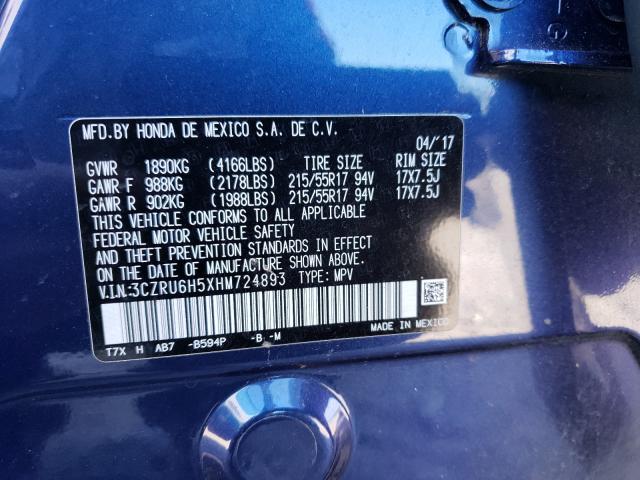 MFD.BY HONDA DE MEXICO S.A. DE C.V.
04/'17
GVWR 1890KG (4166LBS) TIRE SIZE RIM SIZE
GAWR F 988KG (2178LBS) 215/55R17 94V 17X7.5J
GAWR R 902KG (1988LBS) 215/55R17 94V 17X7.5J
THIS VEHICLE CONFORMS TO ALL APPLICABLE
FEDERAL MOTOR VEHICLE SAFETY
AND THEFT PREVENTION STANDARDS IN EFFECT
ON THE DATE OF MANUFACTURE SHOWN ABOVE.
V.I.N:3CZRU6H5XHM724893 TYPE: MPV
T7X H AB7 -B594P -B -M
MADE IN MEXICO